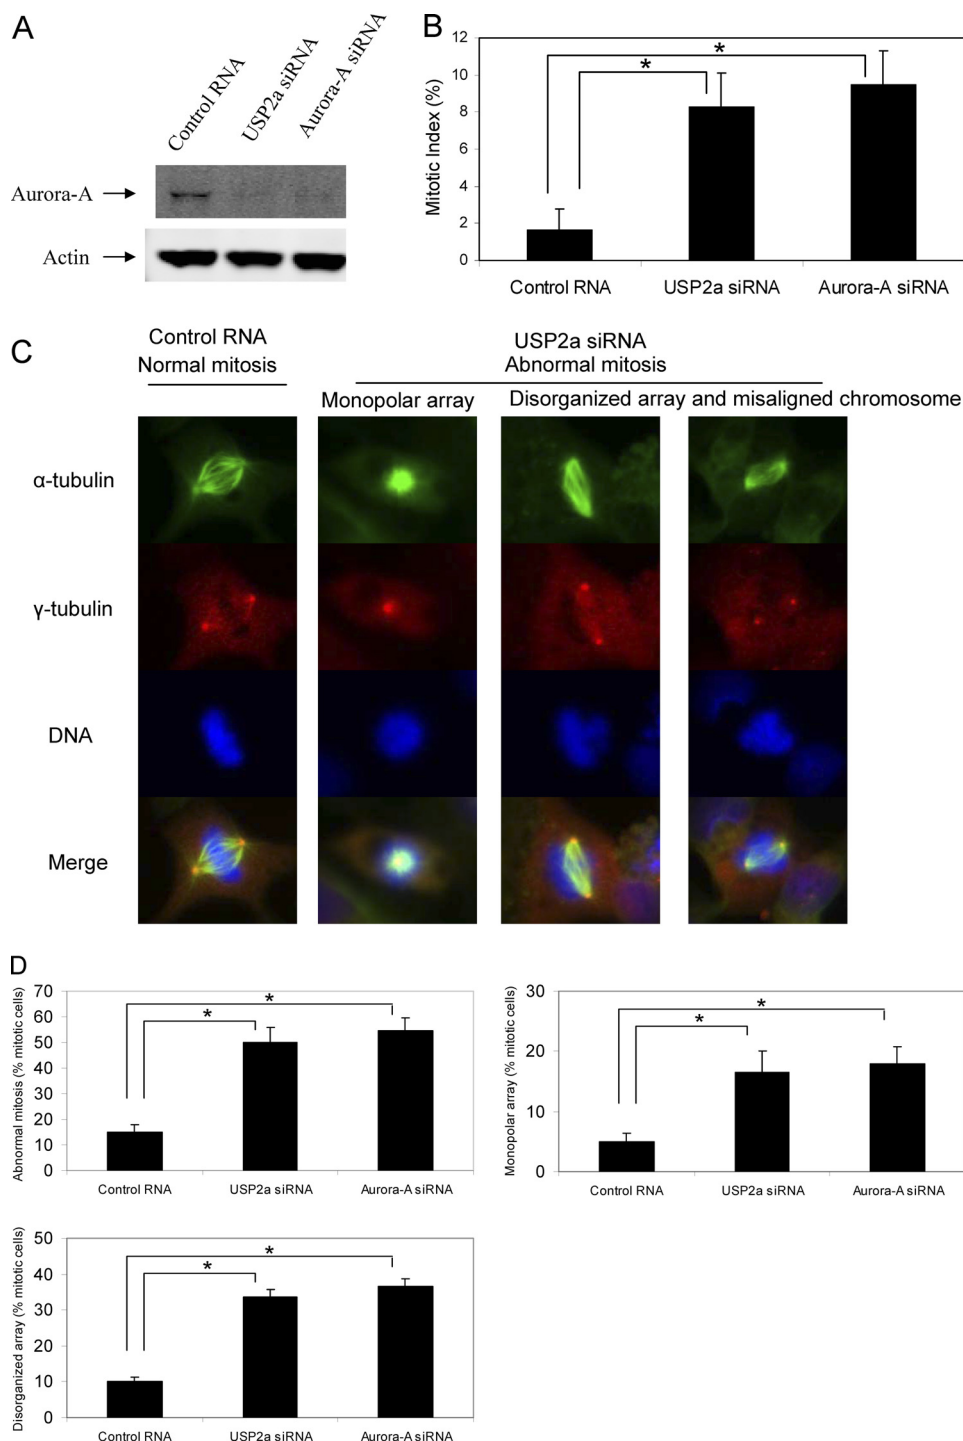 A
Control RNA
USP2a siRNA
Aurora-A siRNA
Aurora-A
Actin
B
Mitotic Index (%)
12
10
8
6
4
2
0
*
*
Control RNA
USP2a siRNA
Aurora-A siRNA
C
Control RNA
Normal mitosis
USP2a siRNA
Abnormal mitosis
Monopolar array
Disorganized array and misaligned chromosome
α-tubulin
γ-tubulin
DNA
Merge
D
Abnormal mitosis (% mitotic cells)
70
60
50
40
30
20
10
0
*
*
Control RNA
USP2a siRNA
Aurora-A siRNA
Monopolar array (% mitotic cells)
30
20
10
0
*
*
Control RNA
USP2a siRNA
Aurora-A siRNA
Disorganized array (% mitotic cells)
50
40
30
20
10
0
*
*
Control RNA
USP2a siRNA
Aurora-A siRNA